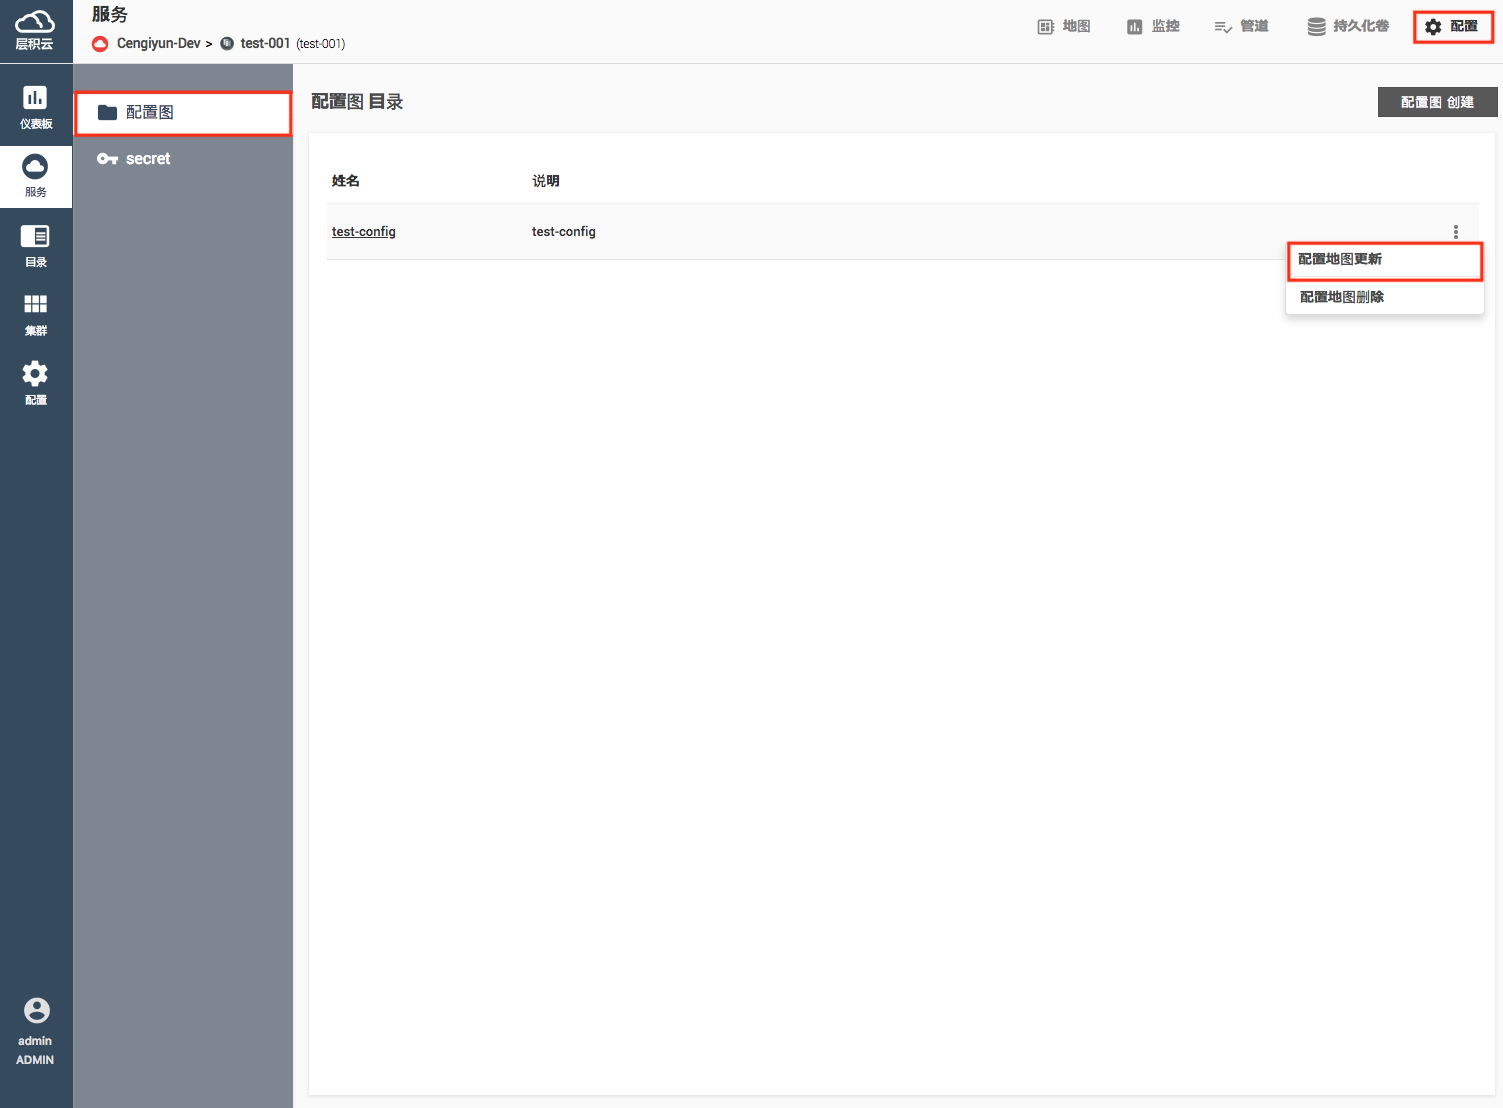 层积云
服务
Cengiyun-Dev > test-001 (test-001)
地图
监控
管道
持久化卷
配置
仪表板
服务
目录
集群
配置
admin
ADMIN
配置图
secret
配置图 目录
配置图 创建
姓名 说明
test-config test-config
配置地图更新
配置地图删除